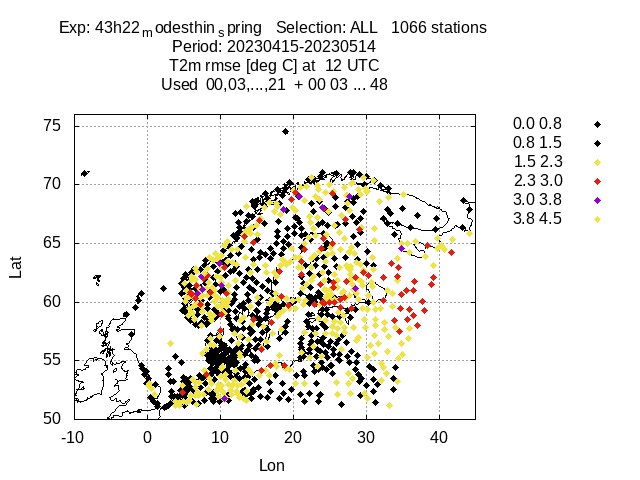 Exp: 43h22modesthinspring   Selection: ALL   1066 stations
Period: 20230415-20230514
T2m rmse [deg C] at  12 UTC
Used  00,03,...,21  + 00 03 ... 48
0.0 0.8
0.8 1.5
1.5 2.3
2.3 3.0
3.0 3.8
3.8 4.5
75
70
65
60
55
50
Lat
-10 0 10 20 30 40
Lon